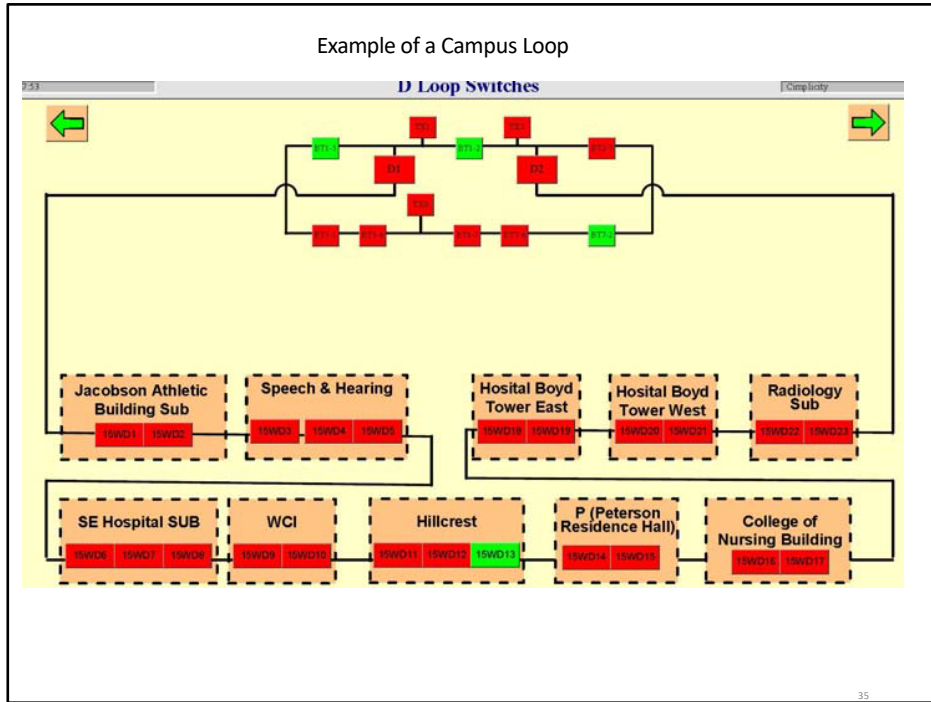 Example of a Campus Loop
D Loop Switches
Cimplicity
BT1-2
D1
D2
Jacobson Athletic
Building Sub
15WD1 15WD2
Speech & Hearing
15WD3 15WD4 15WD5
Hosital Boyd
Tower East
15WD18 15WD19
Hosital Boyd
Tower West
15WD20 15WD21
Radiology
Sub
15WD22 15WD23
SE Hospital SUB
15WD6 15WD7 15WD8
WCI
15WD9 15WD10
Hillcrest
15WD11 15WD12 15WD13
P (Peterson
Residence Hall)
15WD14 15WD15
College of
Nursing Building
15WD16 15WD17
35